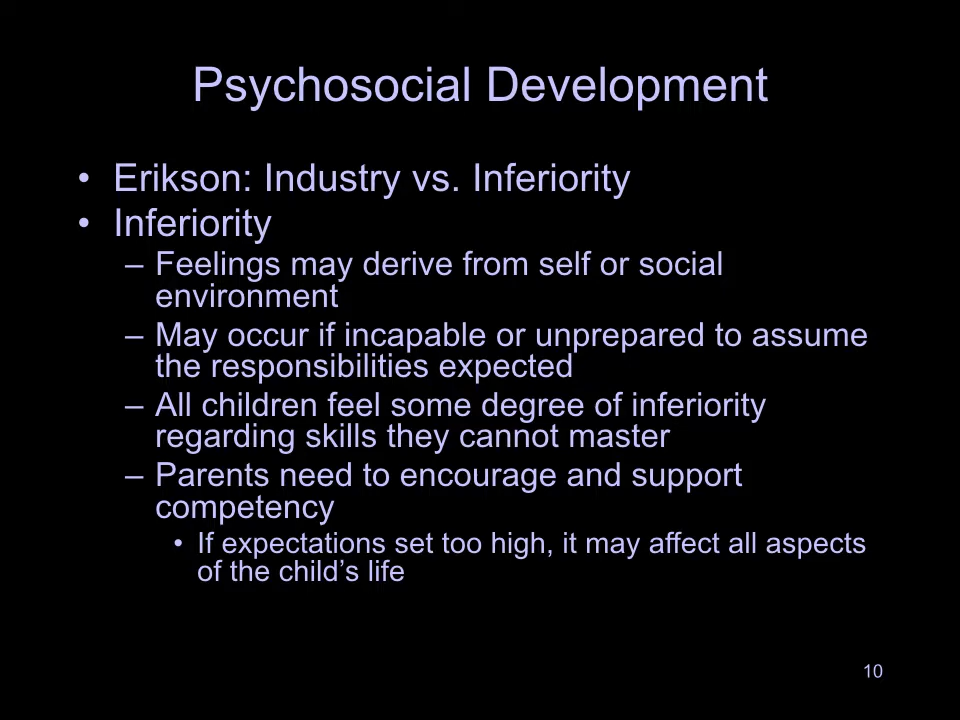 Psychosocial Development
• Erikson: Industry vs. Inferiority
• Inferiority
– Feelings may derive from self or social
environment
– May occur if incapable or unprepared to assume
the responsibilities expected
– All children feel some degree of inferiority
regarding skills they cannot master
– Parents need to encourage and support
competency
• If expectations set too high, it may affect all aspects
of the child’s life
10